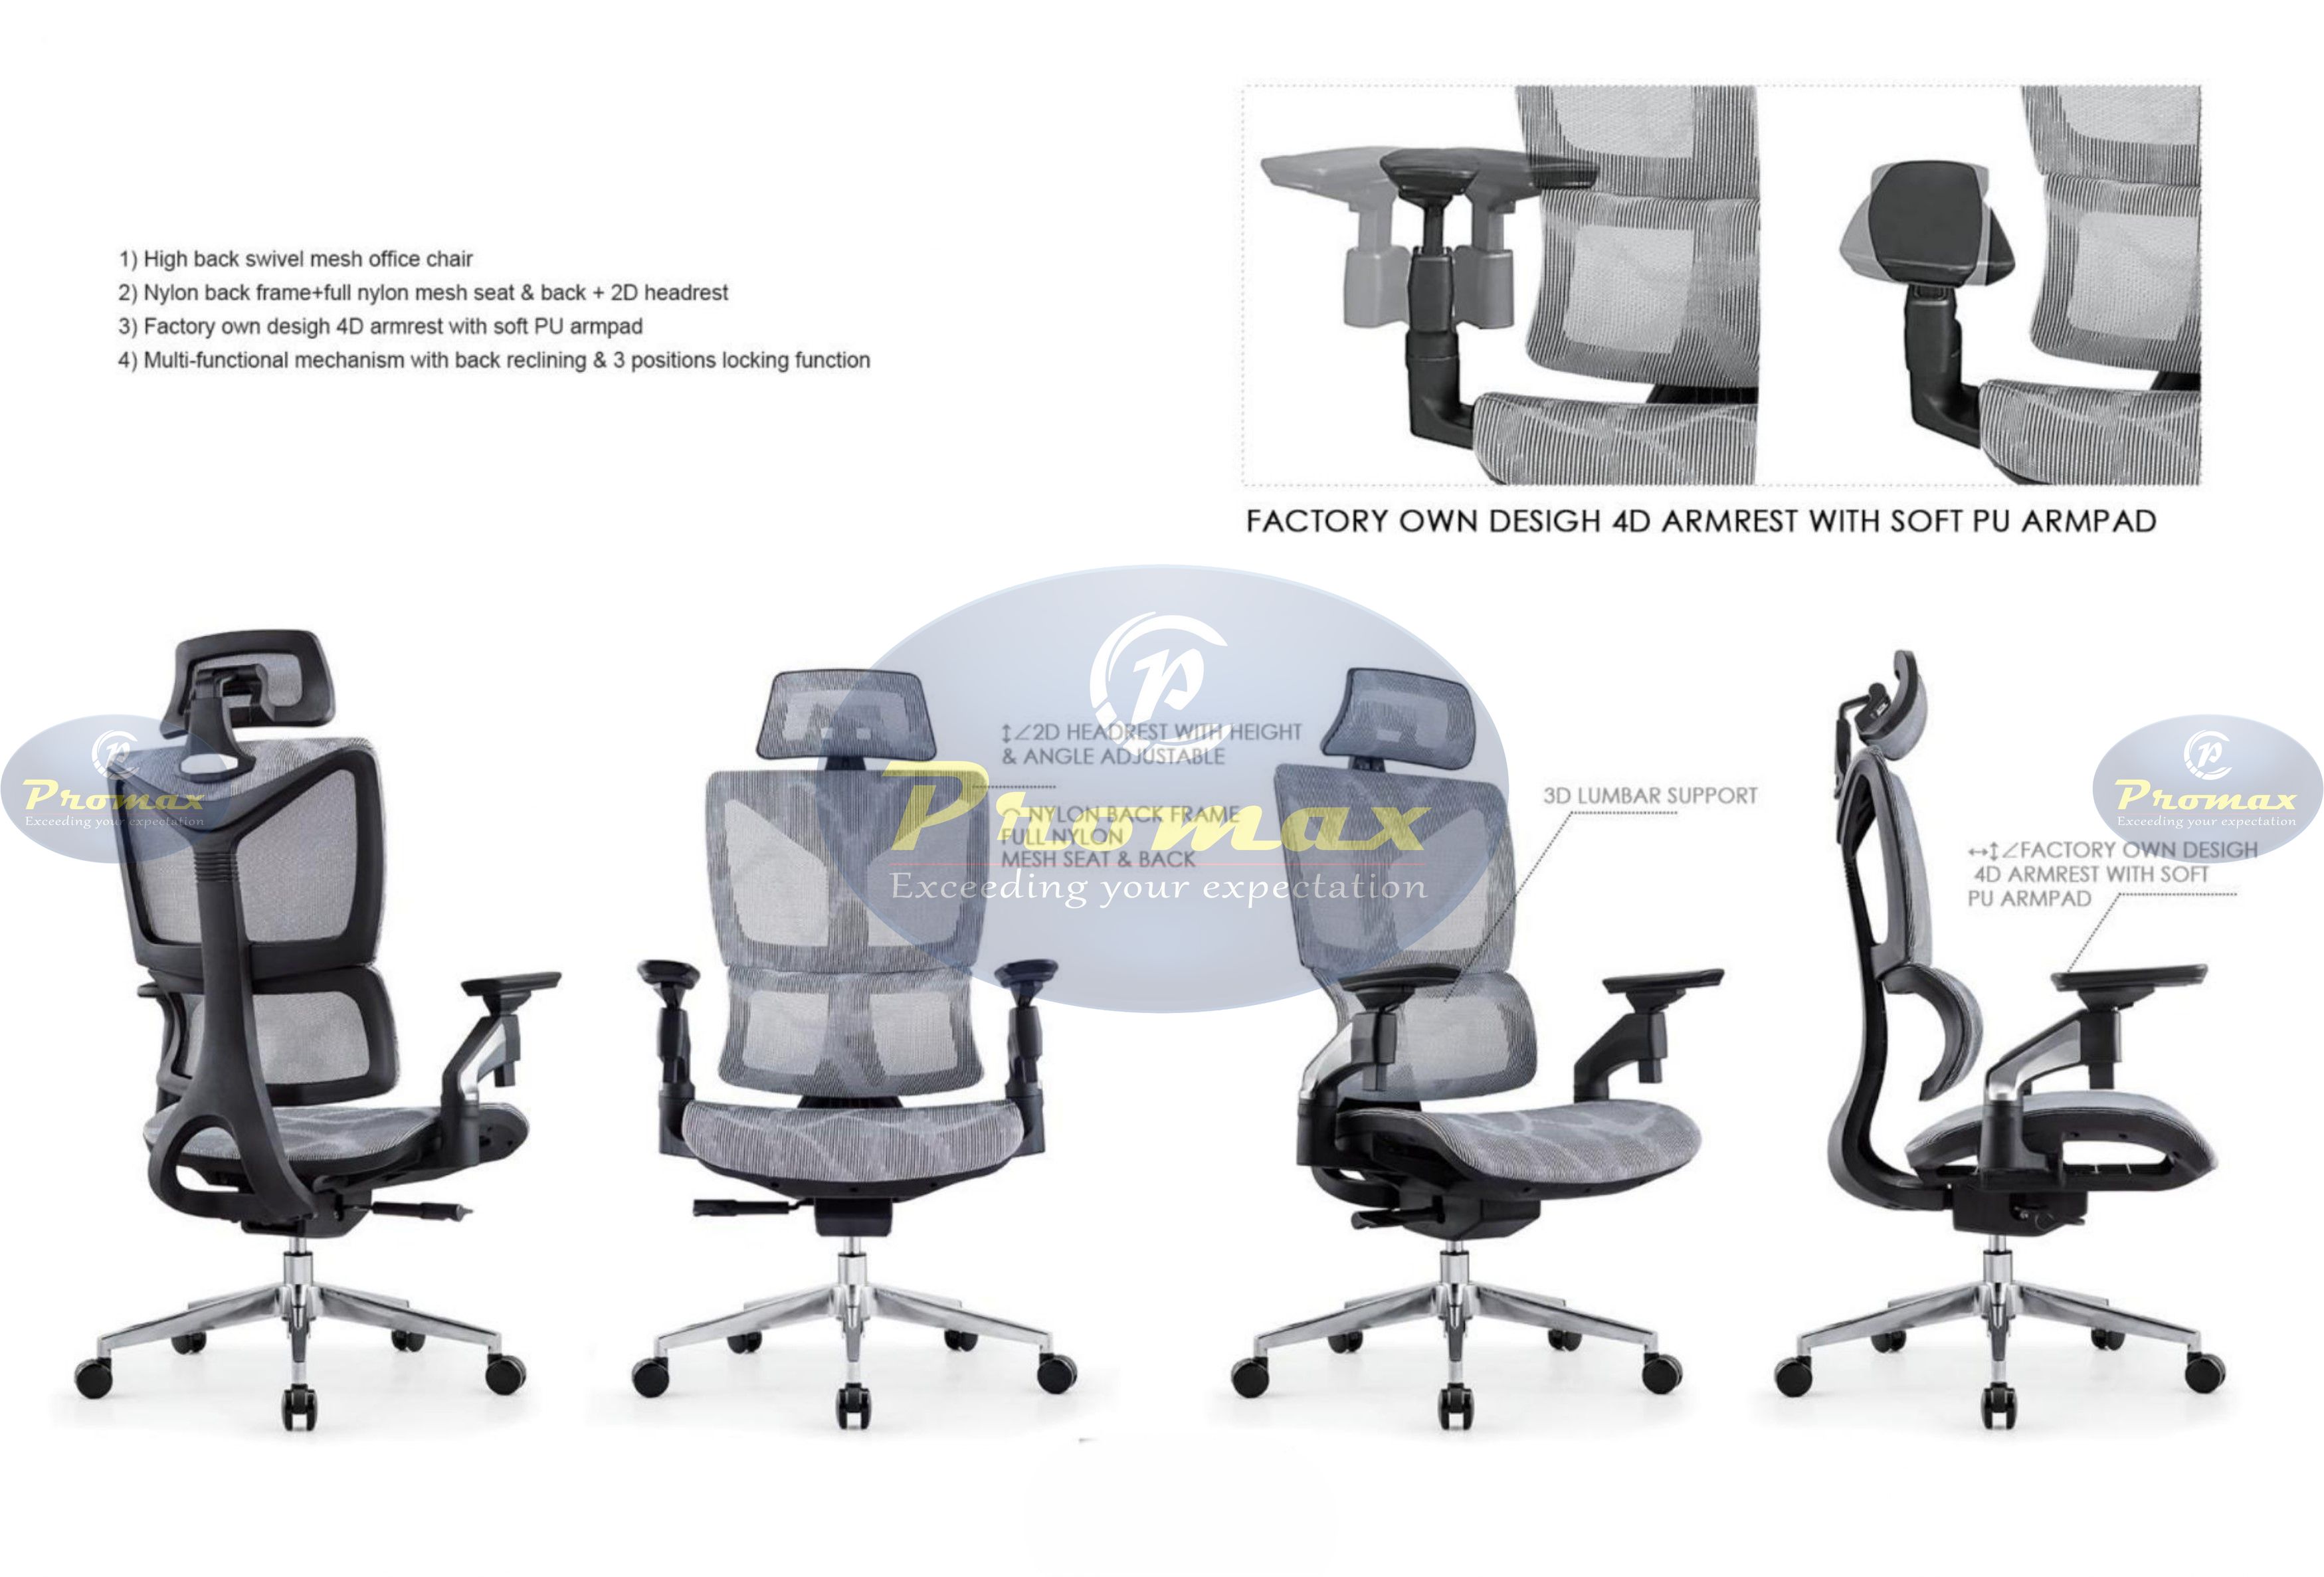 1) High back swivel mesh office chair
2) Nylon back frame+full nylon mesh seat & back + 2D headrest
3) Factory own desigh 4D armrest with soft PU armpad
4) Multi-functional mechanism with back reclining & 3 positions locking function
FACTORY OWN DESIGH 4D ARMREST WITH SOFT PU ARMPAD
↕∠2D HEADREST WITH HEIGHT
& ANGLE ADJUSTABLE
NYLON BACK FRAME
FULL NYLON
MESH SEAT & BACK
Promax
Exceeding your expectation
3D LUMBAR SUPPORT
Promax
Exceeding your expectation
Promax
Exceeding your expectation
↔↕∠FACTORY OWN DESIGH
4D ARMREST WITH SOFT
PU ARMPAD